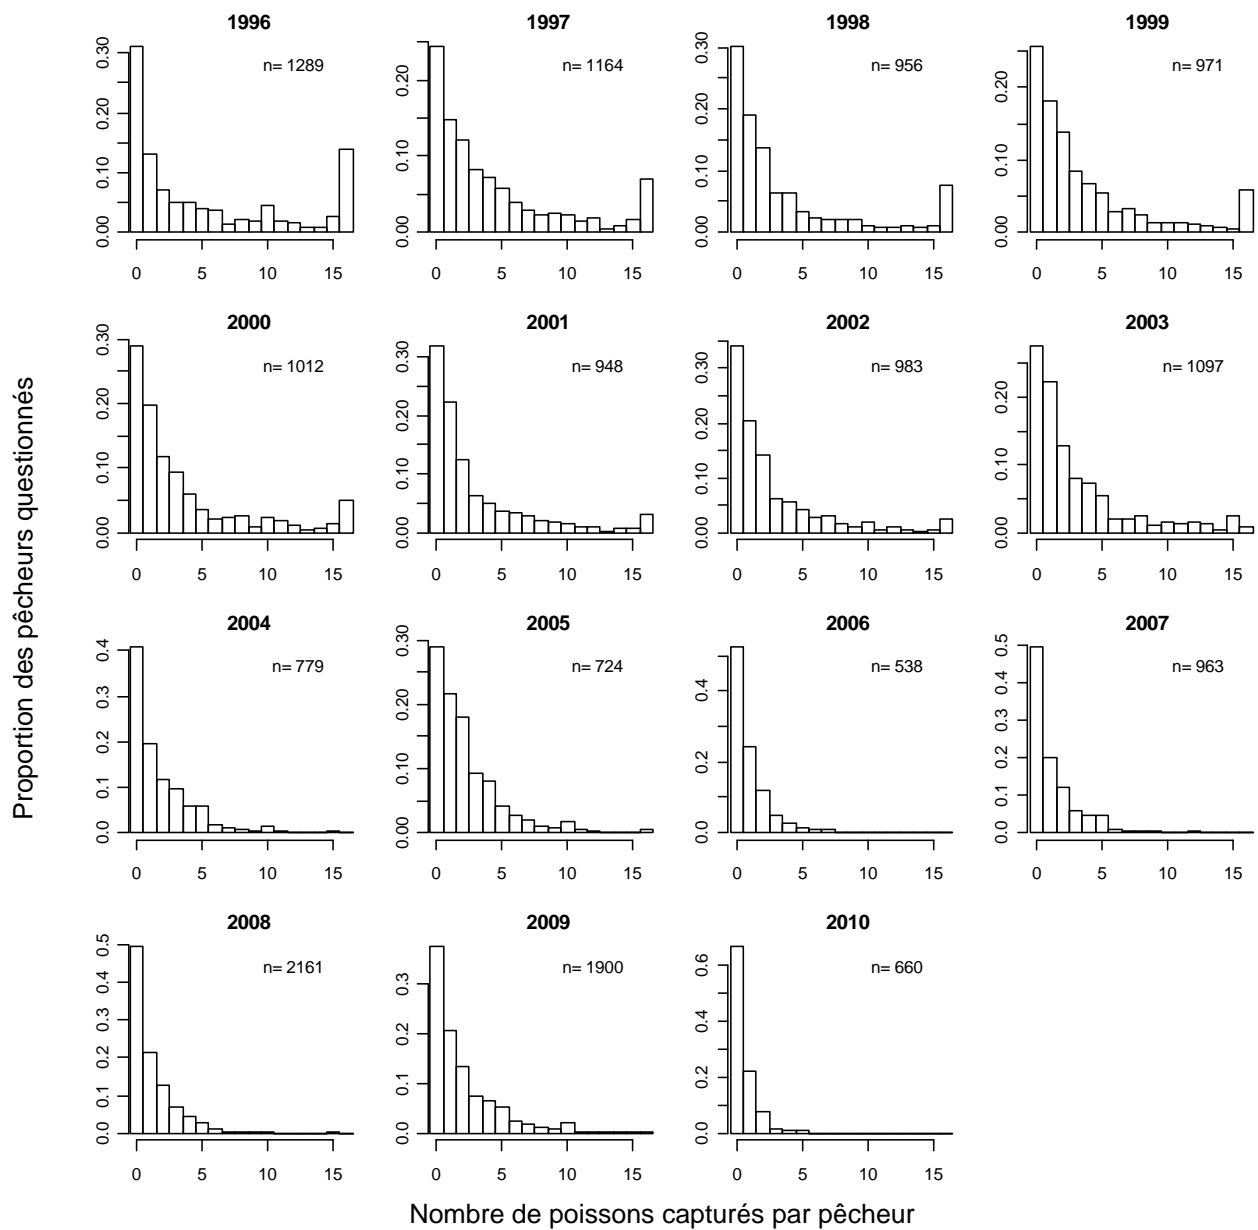 1996
n= 1289
0.00 0.10 0.20 0.30
0 5 10 15
1997
n= 1164
0.00 0.10 0.20
0 5 10 15
1998
n= 956
0.00 0.10 0.20 0.30
0 5 10 15
1999
n= 971
0.00 0.10 0.20
0 5 10 15
2000
n= 1012
0.00 0.10 0.20 0.30
0 5 10 15
2001
n= 948
0.00 0.10 0.20 0.30
0 5 10 15
2002
n= 983
0.00 0.10 0.20 0.30
0 5 10 15
2003
n= 1097
0.00 0.10 0.20
0 5 10 15
2004
n= 779
0.0 0.1 0.2 0.3 0.4
0 5 10 15
2005
n= 724
0.00 0.10 0.20 0.30
0 5 10 15
2006
n= 538
0.0 0.2 0.4
0 5 10 15
2007
n= 963
0.0 0.1 0.2 0.3 0.4 0.5
0 5 10 15
2008
n= 2161
0.0 0.1 0.2 0.3 0.4 0.5
0 5 10 15
2009
n= 1900
0.0 0.1 0.2 0.3
0 5 10 15
2010
n= 660
0.0 0.2 0.4 0.6
0 5 10 15
Proportion des pêcheurs questionnés
Nombre de poissons capturés par pêcheur